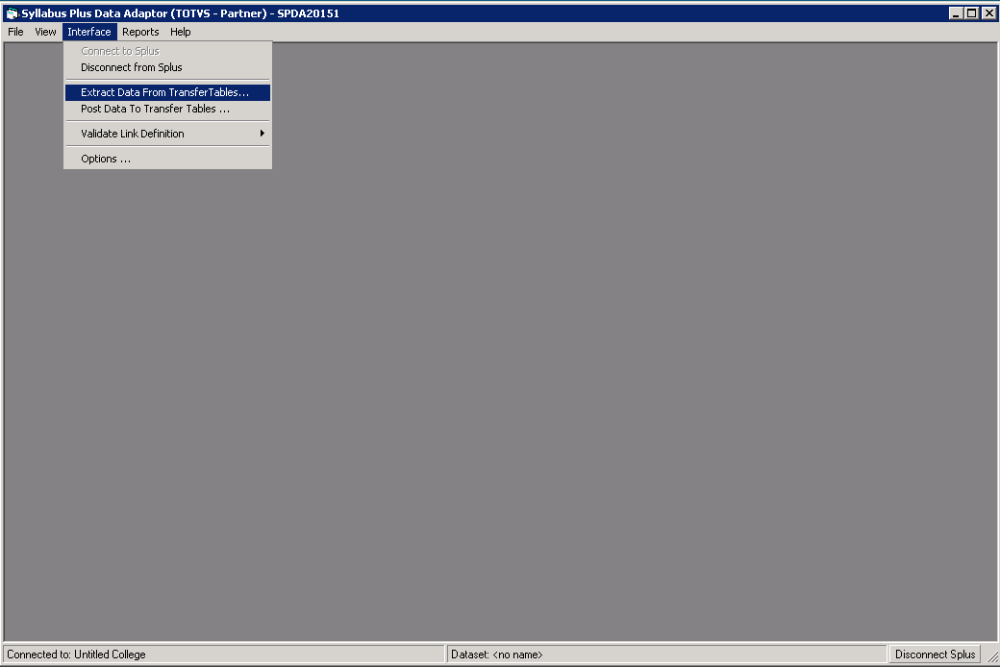 Syllabus Plus Data Adaptor (TOTVS - Partner) - SPDA20151
File View Interface Reports Help
Connect to Splus
Disconnect from Splus
Extract Data From TransferTables...
Post Data To Transfer Tables ...
Validate Link Definition
Options ...
Connected to: Untitled College Dataset: <no name> Disconnect Splus